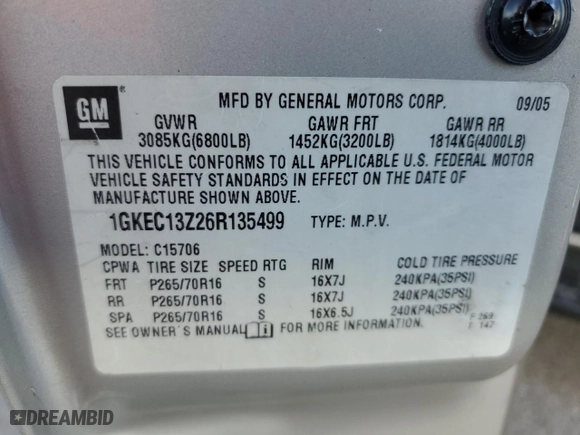 GM
MFD BY GENERAL MOTORS CORP. 09/05
GVWR GAWR FRT GAWR RR
3085KG(6800LB) 1452KG(3200LB) 1814KG(4000LB)
THIS VEHICLE CONFORMS TO ALL APPLICABLE U.S. FEDERAL MOTOR
VEHICLE SAFETY STANDARDS IN EFFECT ON THE DATE OF
MANUFACTURE SHOWN ABOVE.
1GKEC13Z26R135499 TYPE: M.P.V.
MODEL: C15706
CPWA TIRE SIZE SPEED RTG RIM COLD TIRE PRESSURE
FRT P265/70R16 S 16X7J 240KPA(35PSI)
RR P265/70R16 S 16X7J 240KPA(35PSI)
SPA P265/70R16 S 16X6.5J 240KPA(35PSI)
SEE OWNER'S MANUAL FOR MORE INFORMATION.
147
DREAMBID